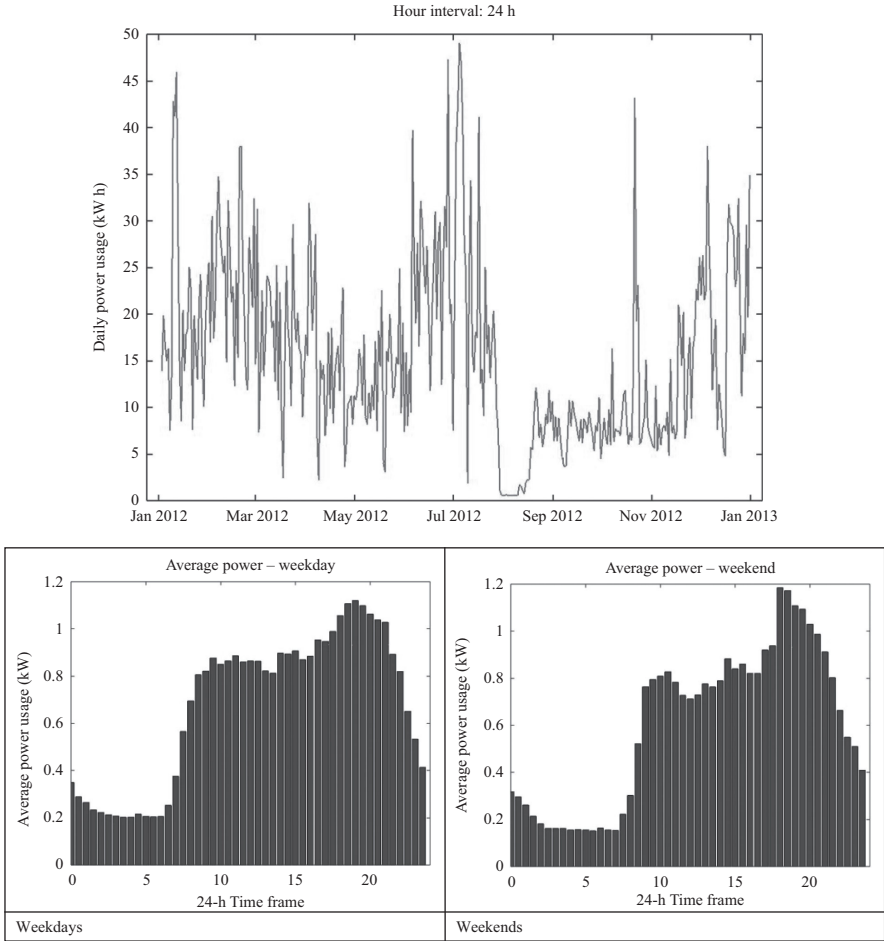 Hour interval: 24 h
50
45
40
35
30
25
20
15
10
5
0
Daily power usage (kW h)
Jan 2012 Mar 2012 May 2012 Jul 2012 Sep 2012 Nov 2012 Jan 2013
Average power – weekday
1.2
1
0.8
0.6
0.4
0.2
0
Average power usage (kW)
0 5 10 15 20
24-h Time frame
Weekdays
Average power – weekend
1.2
1
0.8
0.6
0.4
0.2
0
Average power usage (kW)
0 5 10 15 20
24-h Time frame
Weekends